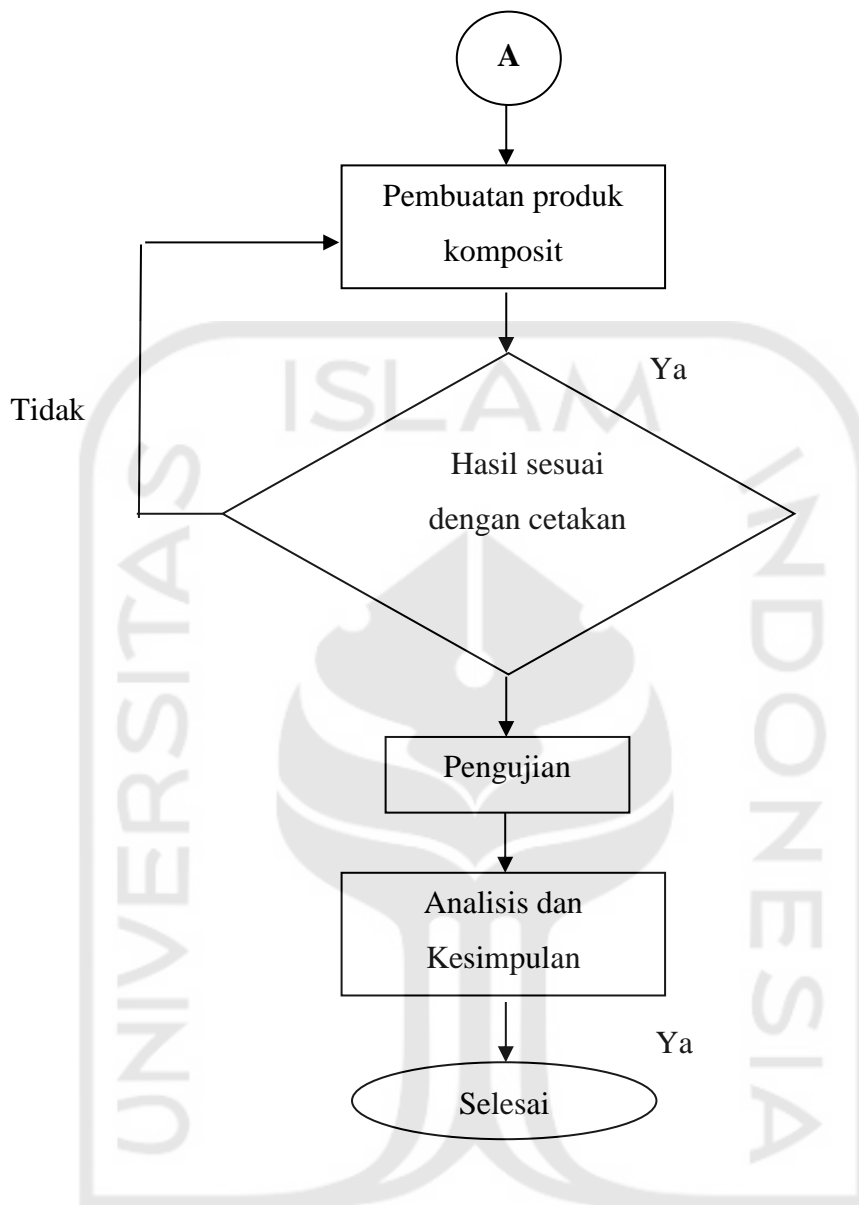 A
Pembuatan produk
komposit
Ya
Tidak
Hasil sesuai
dengan cetakan
Pengujian
Analisis dan
Kesimpulan
Ya
Selesai
UNIVERSITAS
ISLAM
INDONESIA